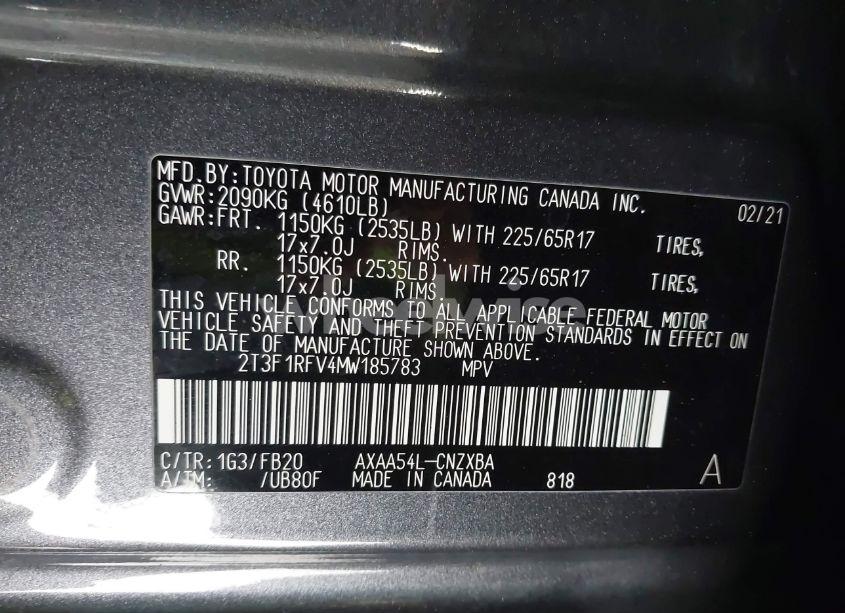 MFD.BY:TOYOTA MOTOR MANUFACTURING CANADA INC. 02/21
GVWR:2090KG (4610LB)
GAWR:FRT. 1150KG (2535LB) WITH 225/65R17 TIRES,
17x7.0J RIMS.
RR. 1150KG (2535LB) WITH 225/65R17 TIRES,
17x7.0J RIMS.
THIS VEHICLE CONFORMS TO ALL APPLICABLE FEDERAL MOTOR
VEHICLE SAFETY AND THEFT PREVENTION STANDARDS IN EFFECT ON
THE DATE OF MANUFACTURE SHOWN ABOVE.
2T3F1RFV4MW185783 MPV
C/TR:1G3/FB20 AXAA54L-CNZXBA A
A/TM: /UB80F MADE IN CANADA 818